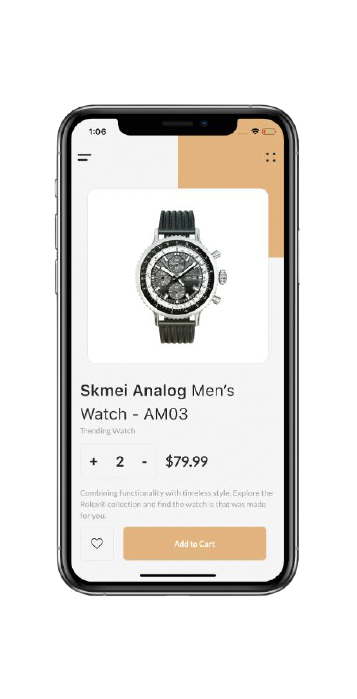 1:06
Skmei Analog Men's
Watch - AM03
Trending Watch
+ 2 - $79.99
Combining functionality with timeless style. Explore the
Rolex® collection and find the watch is that was made
for you.
Add to Cart